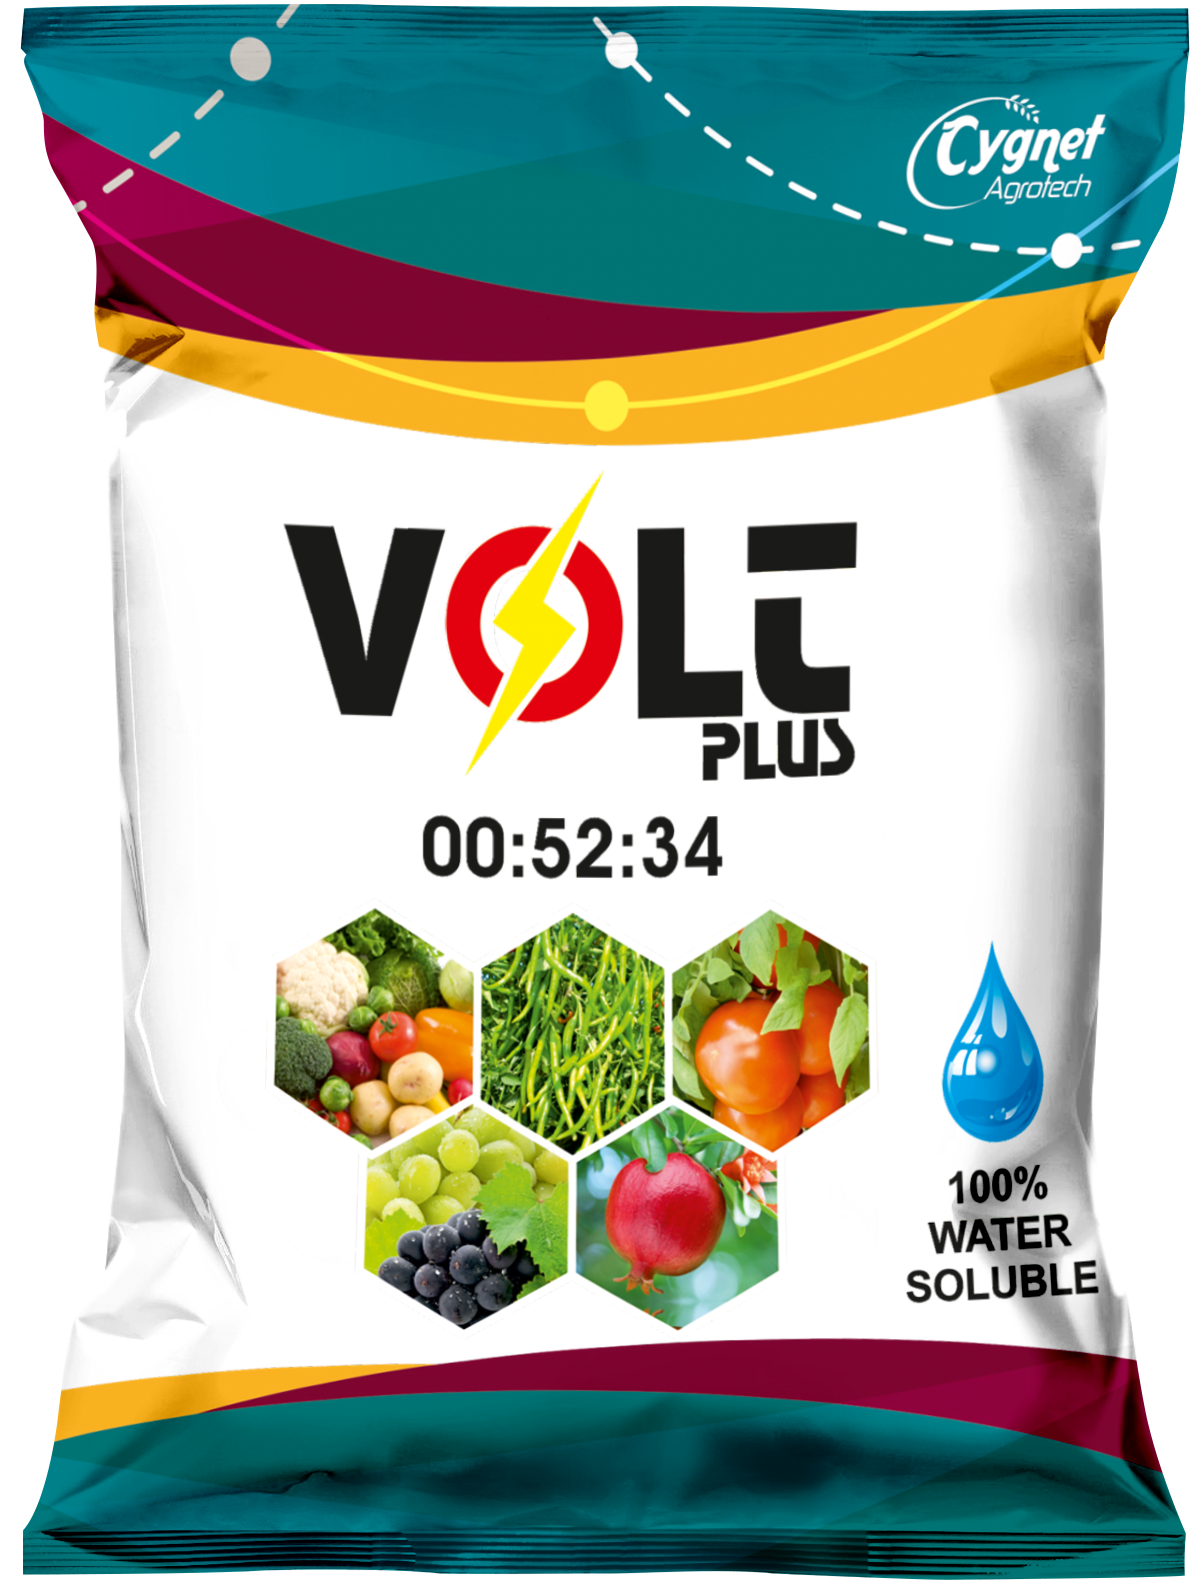 Cygnet
Agrotech
VOLT
PLUS
00:52:34
100%
WATER
SOLUBLE